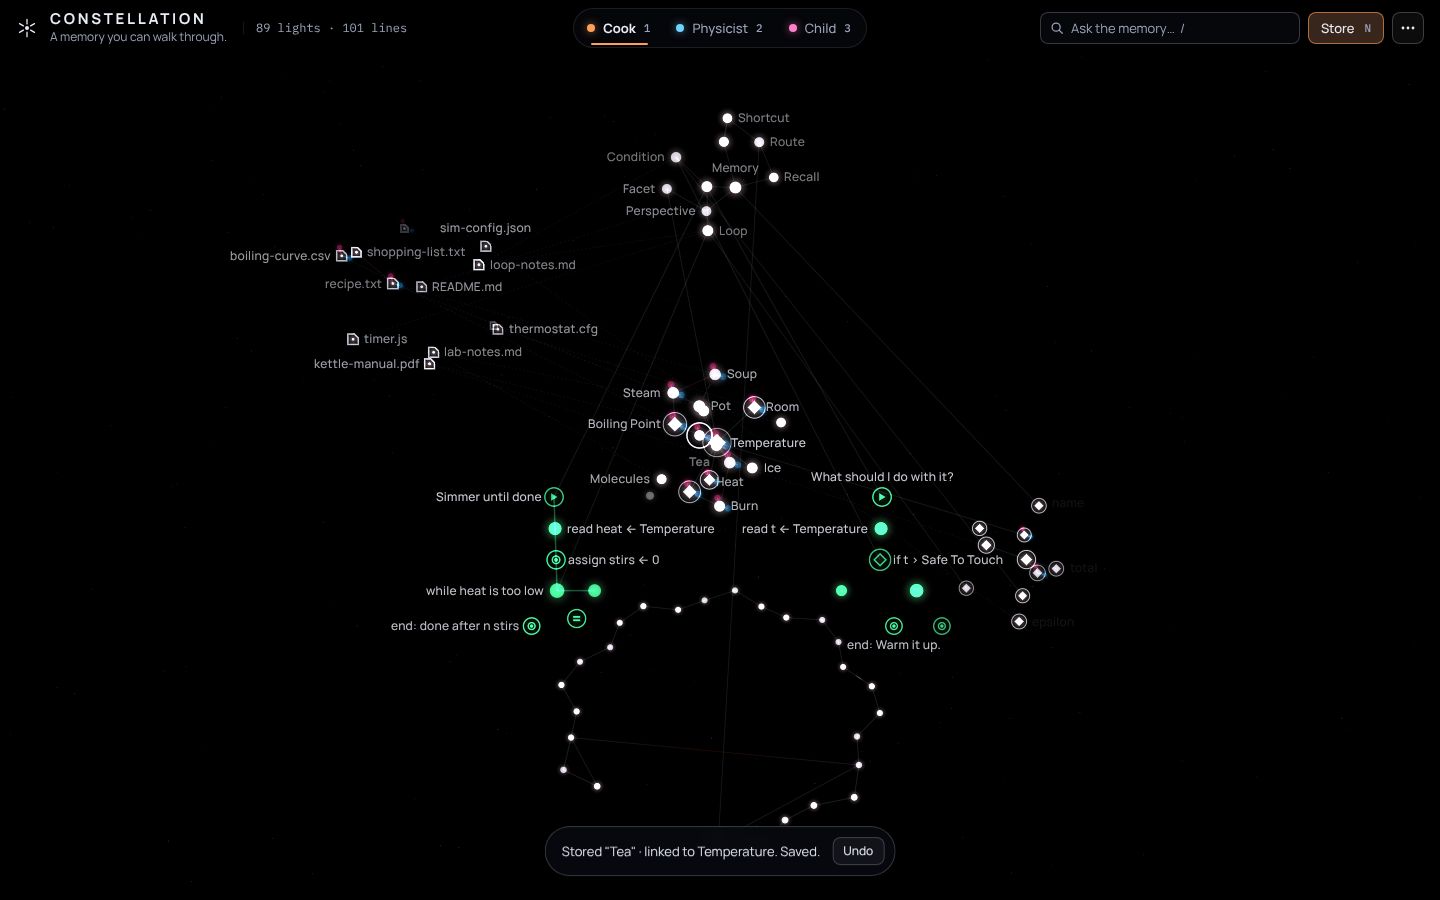 CONSTELLATION
A memory you can walk through.
89 lights · 101 lines
Cook 1
Physicist 2
Child 3
Ask the memory... /
Store N
Shortcut
Route
Condition
Memory
Recall
Facet
Perspective
Loop
sim-config.json
boiling-curve.csv
shopping-list.txt
loop-notes.md
recipe.txt
README.md
thermostat.cfg
timer.js
lab-notes.md
kettle-manual.pdf
Soup
Steam
Pot
Room
Boiling Point
Temperature
Tea
Ice
Molecules
Heat
What should I do with it?
Simmer until done
Burn
name
read heat ← Temperature
read t ← Temperature
assign stirs ← 0
if t > Safe To Touch
total
while heat is too low
end: done after n stirs
epsilon
end: Warm it up.
Stored "Tea" · linked to Temperature. Saved.
Undo